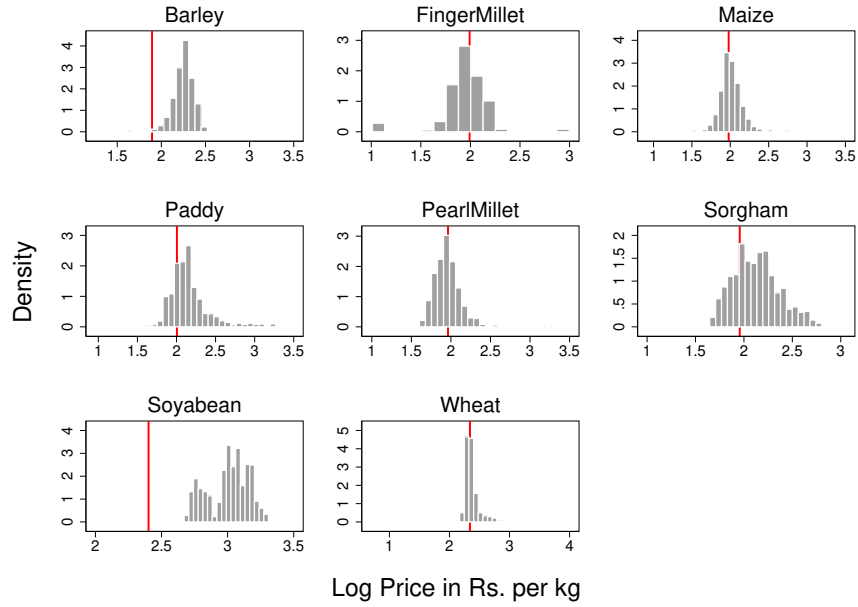 Barley
0 1 2 3 4
1.5 2 2.5 3 3.5
FingerMillet
0 1 2 3
1 1.5 2 2.5 3
Maize
0 1 2 3 4
1 1.5 2 2.5 3 3.5
Paddy
0 1 2 3
1 1.5 2 2.5 3 3.5
PearlMillet
0 1 2 3
1 1.5 2 2.5 3 3.5
Sorgham
0 .5 1 1.5 2
1 1.5 2 2.5 3
Density
Soyabean
0 1 2 3 4
2 2.5 3 3.5
Wheat
0 1 2 3 4 5
1 2 3 4
Log Price in Rs. per kg